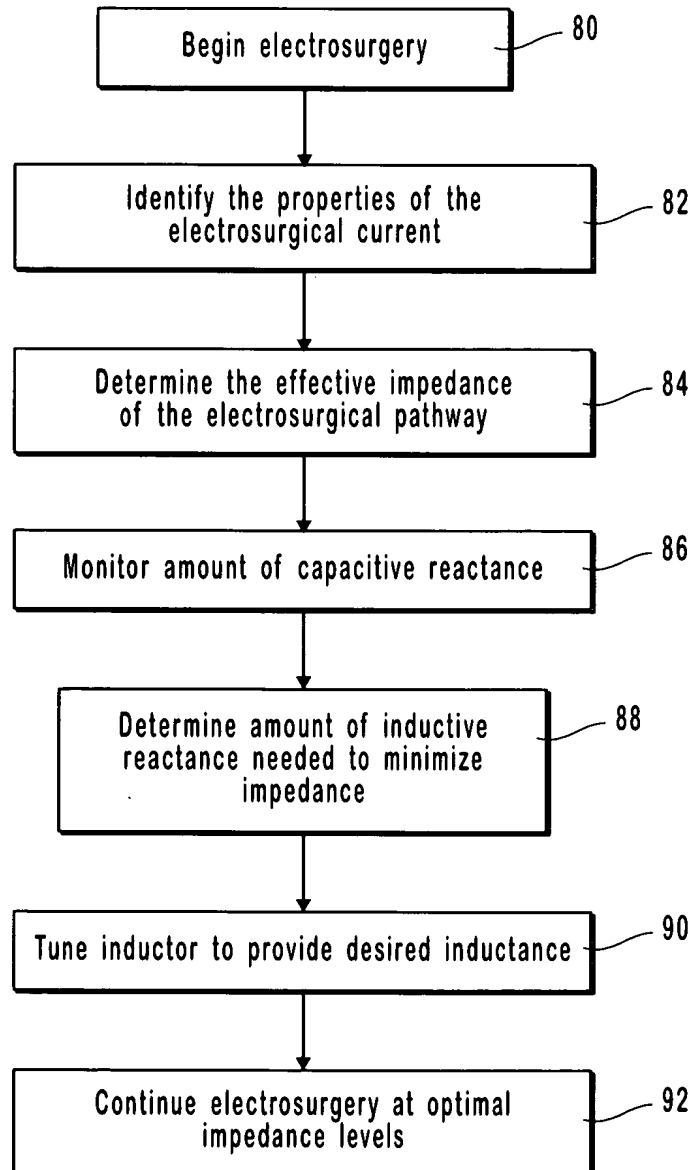 Begin electrosurgery
80
Identify the properties of the
electrosurgical current
82
Determine the effective impedance
of the electrosurgical pathway
84
Monitor amount of capacitive reactance
86
Determine amount of inductive
reactance needed to minimize
impedance
88
Tune inductor to provide desired inductance
90
Continue electrosurgery at optimal
impedance levels
92